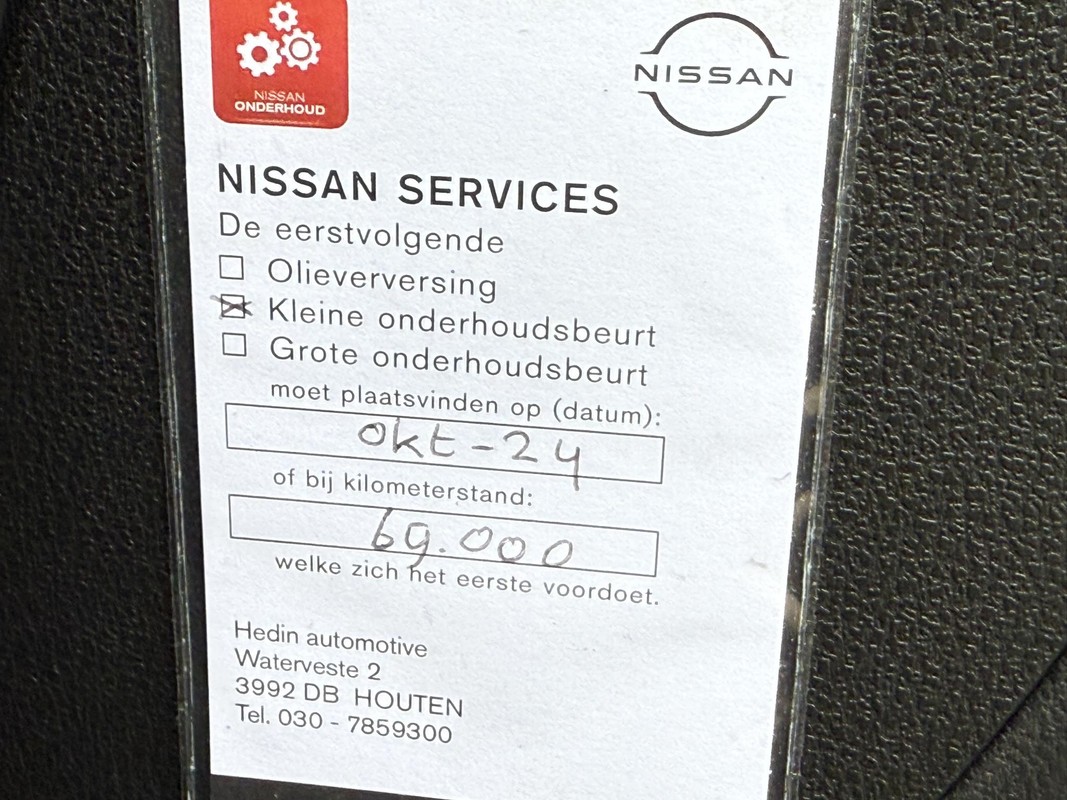 NISSAN
ONDERHOUD
NISSAN
NISSAN SERVICES
De eerstvolgende
Olieverversing
Kleine onderhoudsbeurt
Grote onderhoudsbeurt
moet plaatsvinden op (datum):
okt-24
of bij kilometerstand:
69.000
welke zich het eerste voordoet.
Hedin automotive
Waterveste 2
3992 DB HOUTEN
Tel. 030 - 7859300